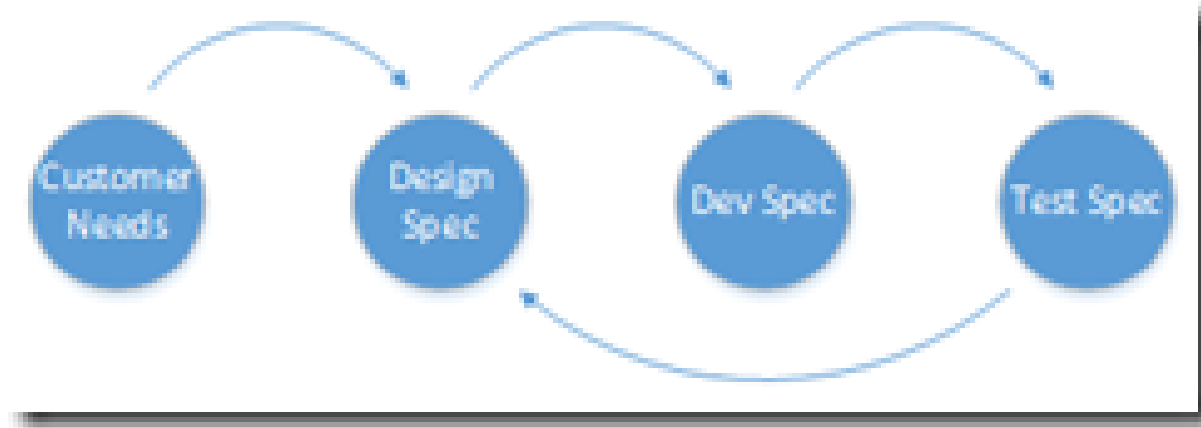 Customer
Needs
Design
Spec
Dev Spec
Test Spec